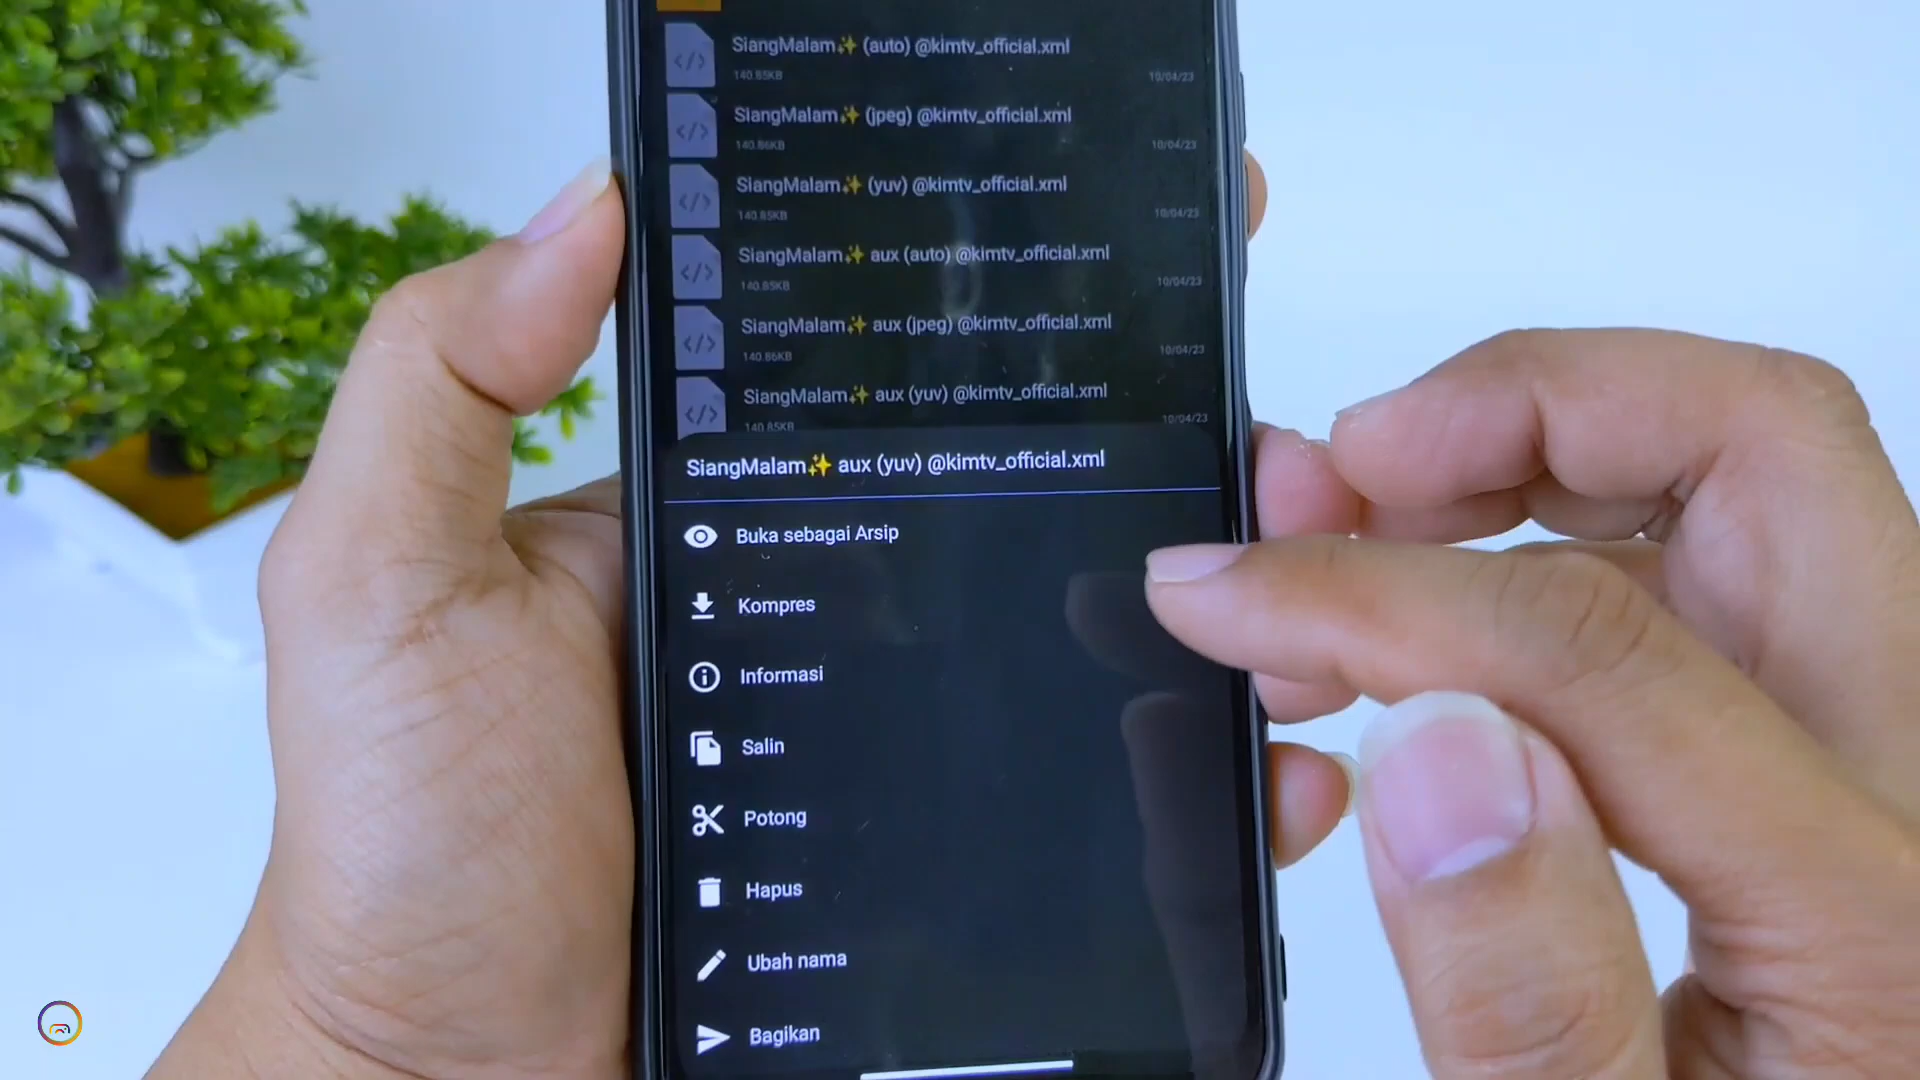 SiangMalam✨ (auto) @kimtv_official.xml
140.85KB 10/04/23
SiangMalam✨ (jpeg) @kimtv_official.xml
140.86KB 10/04/23
SiangMalam✨ (yuv) @kimtv_official.xml
140.85KB 10/04/23
SiangMalam✨ aux (auto) @kimtv_official.xml
140.85KB 10/04/23
SiangMalam✨ aux (jpeg) @kimtv_official.xml
140.86KB 10/04/23
SiangMalam✨ aux (yuv) @kimtv_official.xml
140.85KB 10/04/23
SiangMalam✨ aux (yuv) @kimtv_official.xml
Buka sebagai Arsip
Kompres
Informasi
Salin
Potong
Hapus
Ubah nama
Bagikan